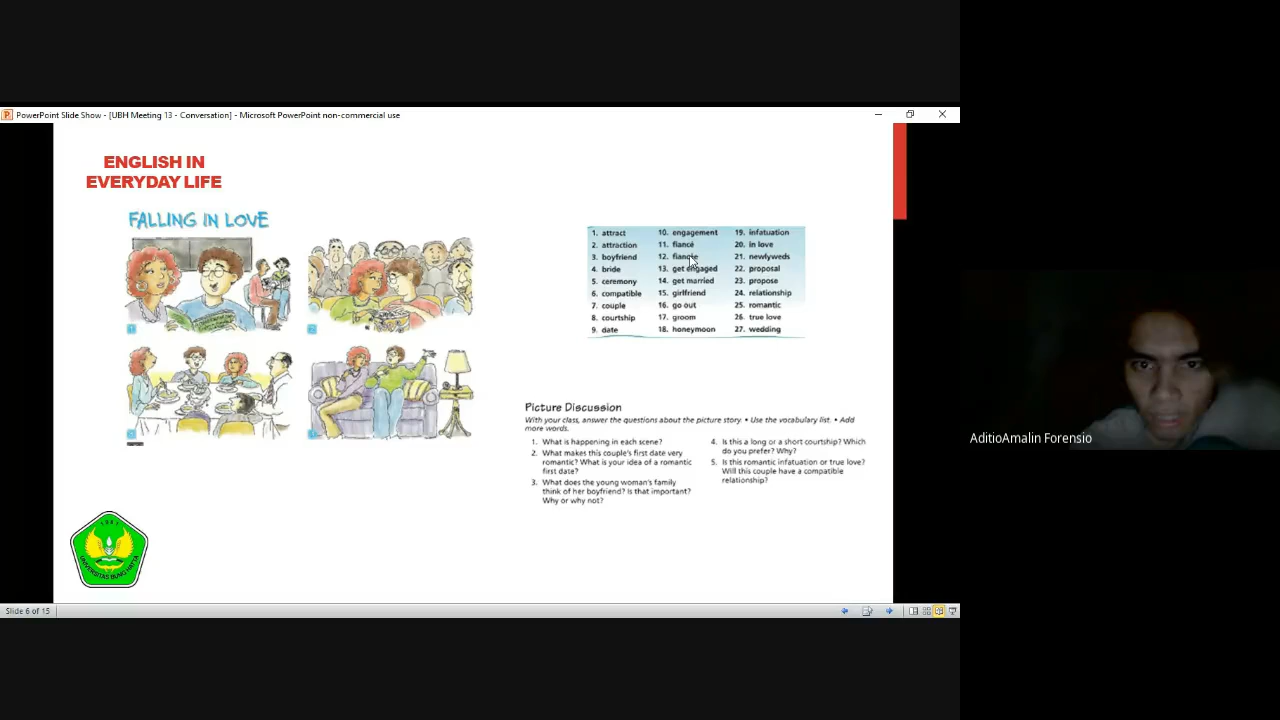 PowerPoint Slide Show - [UBH Meeting 13 - Conversation] - Microsoft PowerPoint non-commercial use
ENGLISH IN
EVERYDAY LIFE
FALLING IN LOVE
1. attract
2. attraction
3. boyfriend
4. bride
5. ceremony
6. compatible
7. couple
8. courtship
9. date
10. engagement
11. fiancé
12. fiancée
13. get engaged
14. get married
15. girlfriend
16. go out
17. groom
18. honeymoon
19. infatuation
20. in love
21. newlyweds
22. proposal
23. propose
24. relationship
25. romantic
26. true love
27. wedding
Picture Discussion
With your class, answer the questions about the picture story. • Use the vocabulary list. • Add
more words.
1. What is happening in each scene?
2. What makes this couple's first date very
romantic? What is your idea of a romantic
first date?
3. What does the young woman's family
think of her boyfriend? Is that important?
Why or why not?
4. Is this a long or a short courtship? Which
do you prefer? Why?
5. Is this romantic infatuation or true love?
Will this couple have a compatible
relationship?
1981
UNIVERSITAS BUNG HATTA
Slide 6 of 15
AditioAmalin Forensio